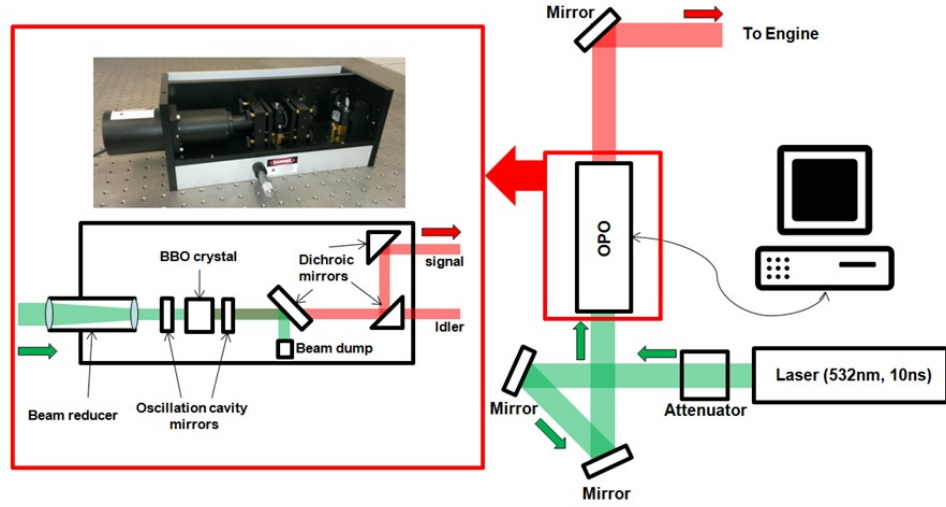 Mirror
To Engine
OPO
BBO crystal
Dichroic
mirrors
signal
Idler
Beam dump
Beam reducer
Oscillation cavity
mirrors
Laser (532nm, 10ns)
Attenuator
Mirror
Mirror
DANGER